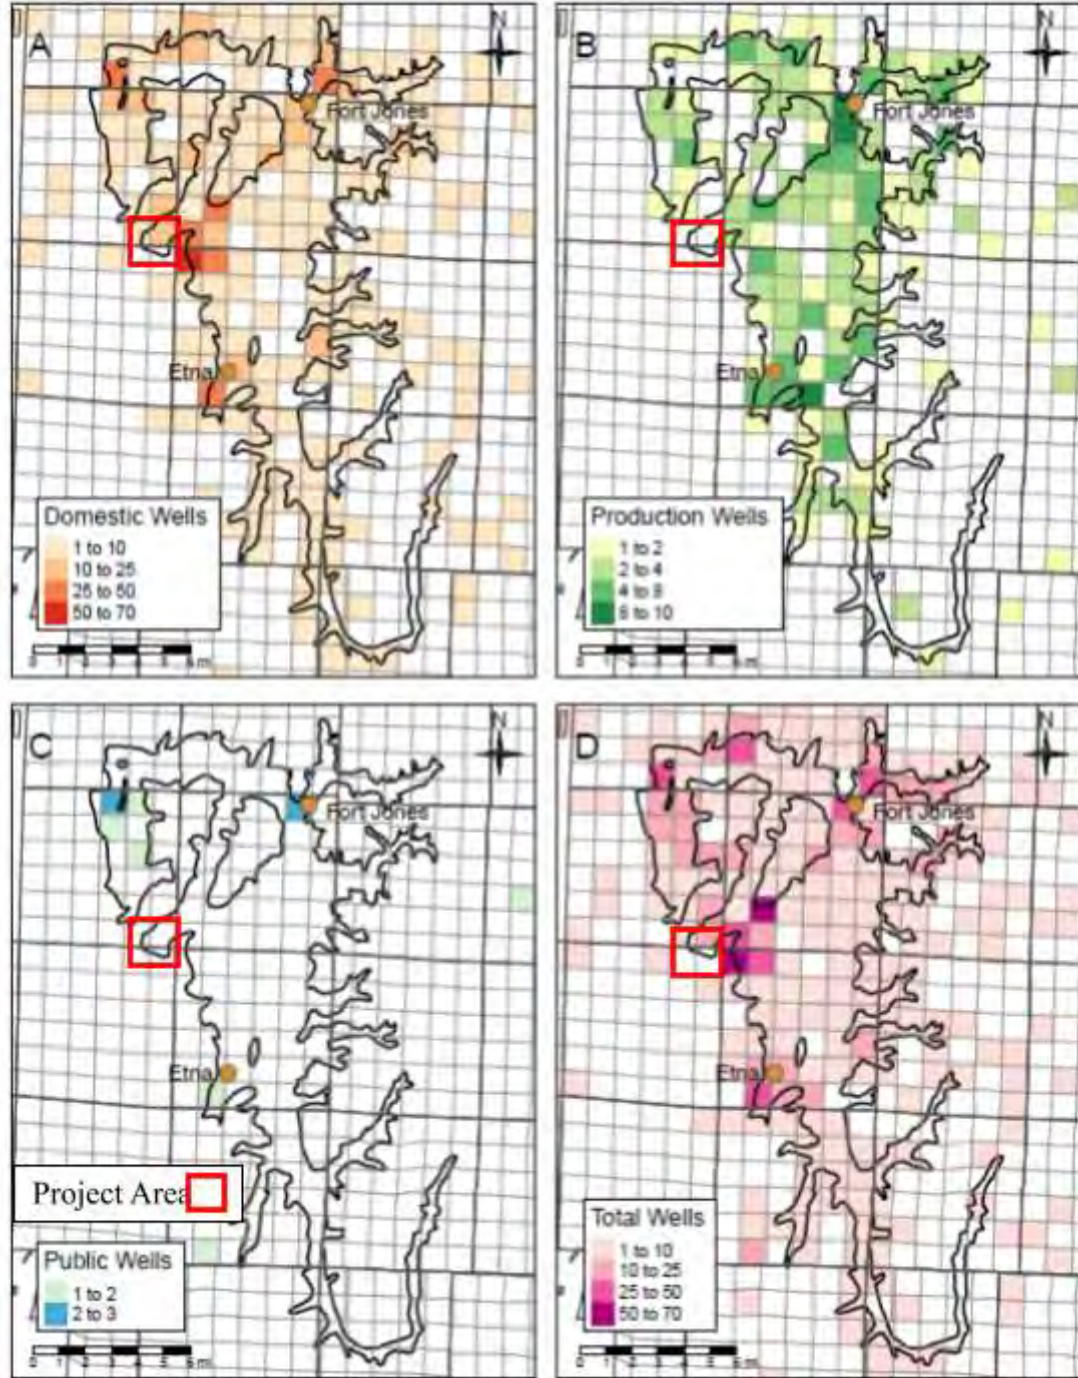 A
N
Fort Jones
Etna
Domestic Wells
1 to 10
10 to 25
25 to 50
50 to 70
B
N
Fort Jones
Etna
Production Wells
1 to 2
2 to 4
4 to 8
8 to 10
C
N
Fort Jones
Etna
Project Area
Public Wells
1 to 2
2 to 3
D
N
Fort Jones
Etna
Total Wells
1 to 10
10 to 25
25 to 50
50 to 70